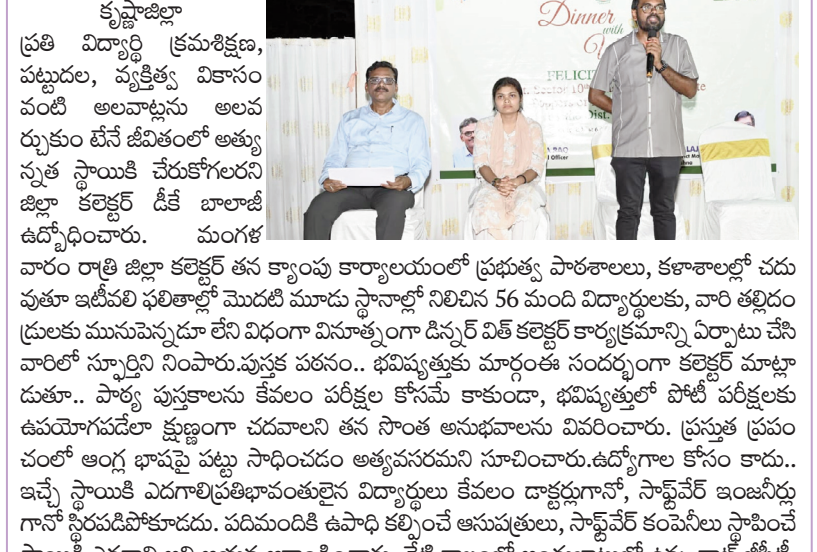 కృష్ణాజిల్లా
ప్రతి విద్యార్థి క్రమశిక్షణ,
పట్టుదల, వ్యక్తిత్వ వికాసం
వంటి అలవాట్లను అలవ
ర్చుకుం టేనే జీవితంలో అత్యు
న్నత స్థాయికి చేరుకోగలరని
జిల్లా కలెక్టర్ డీకే బాలాజీ
ఉద్బోధించారు. మంగళ
Dinner
with
FELICI
వారం రాత్రి జిల్లా కలెక్టర్ తన క్యాంపు కార్యాలయంలో ప్రభుత్వ పాఠశాలలు, కళాశాలల్లో చదు
వుతూ ఇటీవలి ఫలితాల్లో మొదటి మూడు స్థానాల్లో నిలిచిన 56 మంది విద్యార్థులకు, వారి తల్లిదం
డ్రులకు మునుపెన్నడూ లేని విధంగా వినూత్నంగా డిన్నర్ విత్ కలెక్టర్ కార్యక్రమాన్ని ఏర్పాటు చేసి
వారిలో స్ఫూర్తిని నింపారు.పుస్తక పఠనం.. భవిష్యత్తుకు మార్గంఈ సందర్భంగా కలెక్టర్ మాట్లా
డుతూ.. పాఠ్య పుస్తకాలను కేవలం పరీక్షల కోసమే కాకుండా, భవిష్యత్తులో పోటీ పరీక్షలకు
ఉపయోగపడేలా క్షుణ్ణంగా చదవాలని తన సొంత అనుభవాలను వివరించారు. ప్రస్తుత ప్రపం
చంలో ఆంగ్ల భాషపై పట్టు సాధించడం అత్యవసరమని సూచించారు.ఉద్యోగాల కోసం కాదు..
ఇచ్చే స్థాయికి ఎదగాలిప్రతిభావంతులైన విద్యార్థులు కేవలం డాక్టర్లుగానో, సాఫ్ట్‌వేర్ ఇంజనీర్లు
గానో స్థిరపడిపోకూడదు. పదిమందికి ఉపాధి కల్పించే ఆసుపత్రులు, సాఫ్ట్‌వేర్ కంపెనీలు స్థాపించే